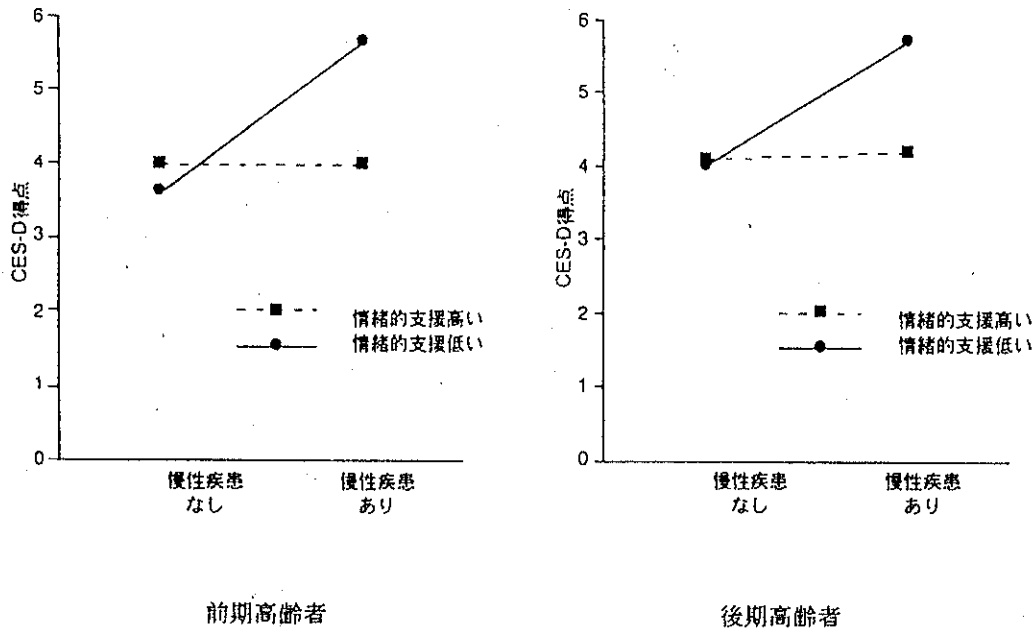 6
5
4
3
2
1
0
CES-D得点
情緒的支援高い
情緒的支援低い
慢性疾患
なし
慢性疾患
あり
前期高齢者
6
5
4
3
2
1
0
CES-D得点
情緒的支援高い
情緒的支援低い
慢性疾患
なし
慢性疾患
あり
後期高齢者